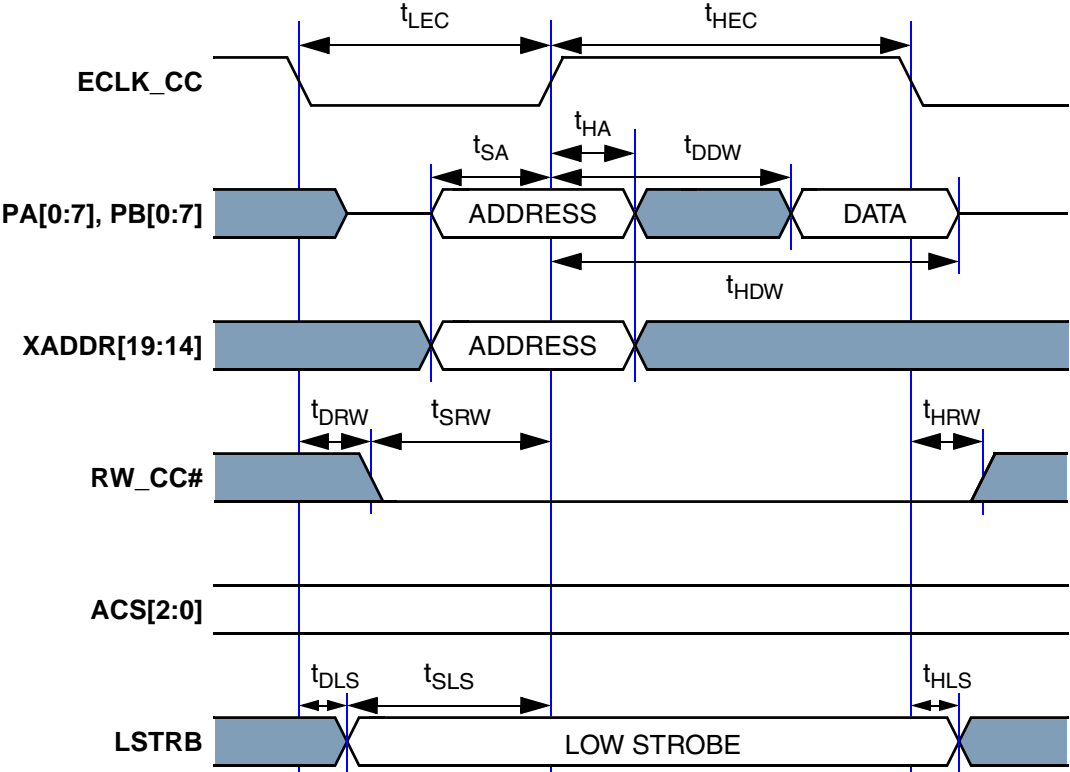 tLEC tHEC
ECLK_CC
tHA
tSA tDDW
PA[0:7], PB[0:7] ADDRESS DATA
tHDW
XADDR[19:14] ADDRESS
tDRW tSRW tHRW
RW_CC#
ACS[2:0]
tDLS tSLS tHLS
LSTRB LOW STROBE